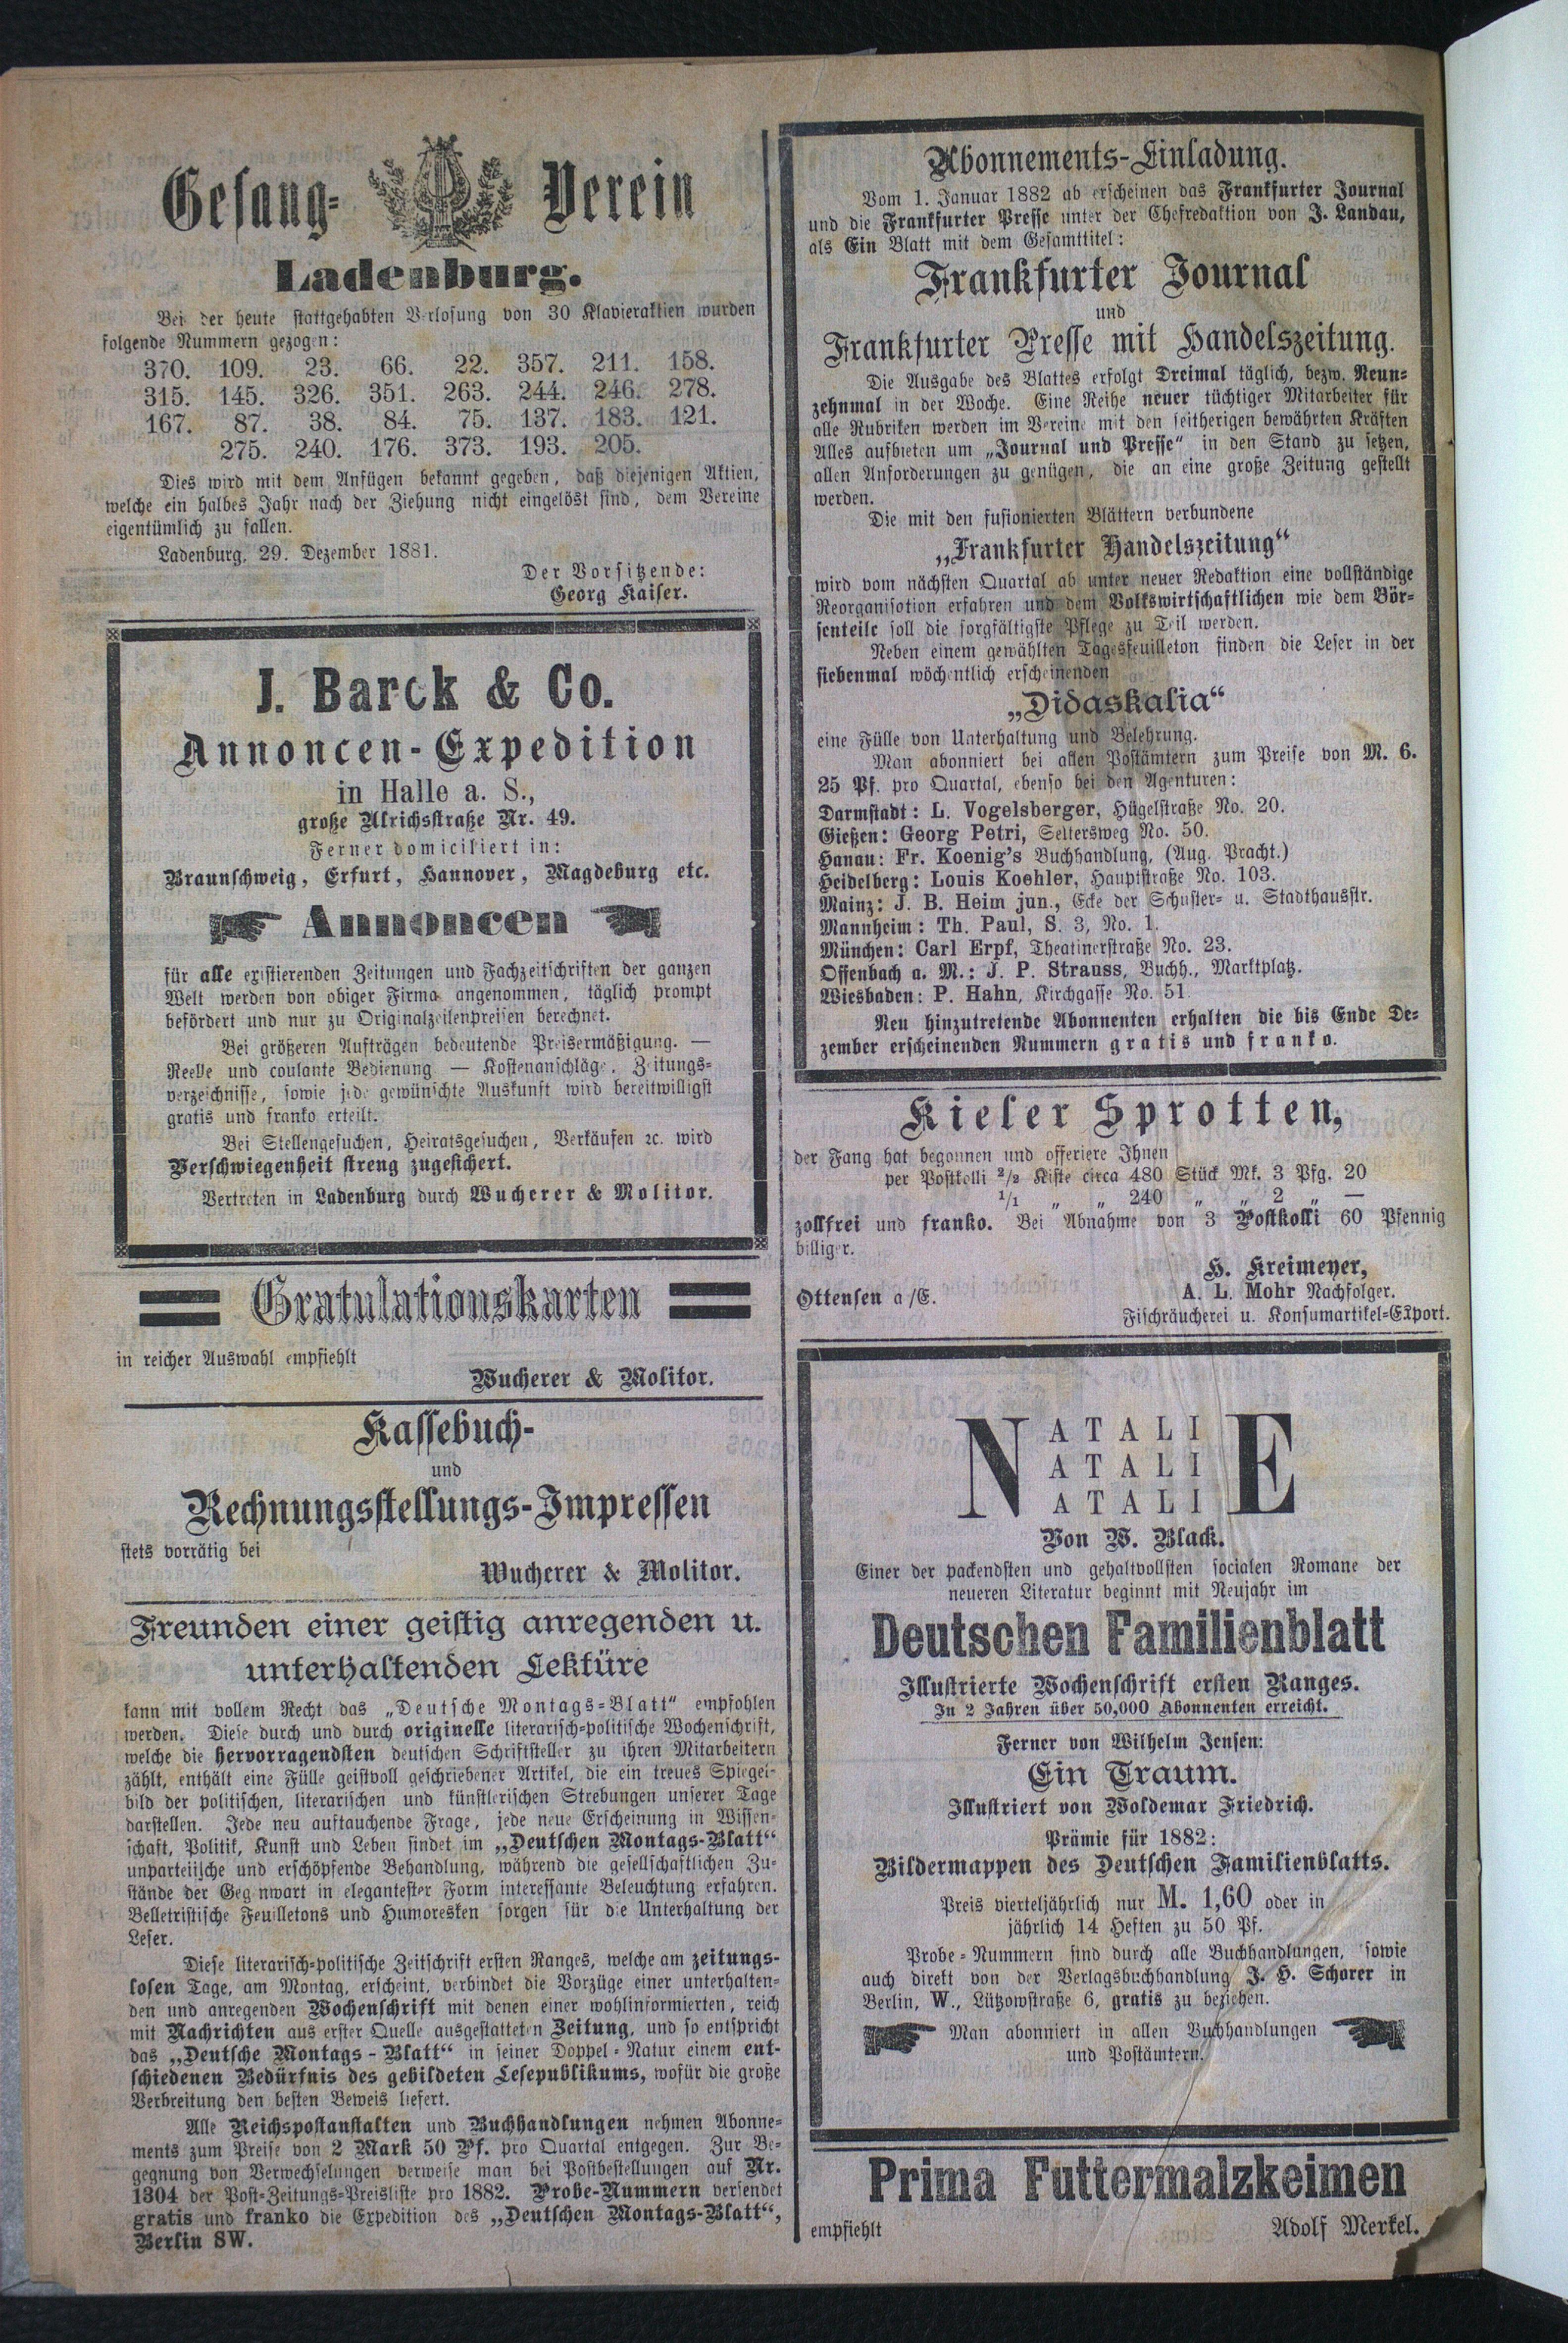 Gesang-Verein
Ladenburg.
Bei der heute stattgehabten Verlosung von 30 Klavieraktien wurden
folgende Nummern gezogen:
370. 109. 23. 66. 22. 357. 211. 158.
315. 145. 326. 351. 263. 244. 246. 278.
167. 87. 38. 84. 75. 137. 183. 121.
275. 240. 176. 373. 193. 205.
Dies wird mit dem Anfügen bekannt gegeben, daß diejenigen Aktien,
welche ein halbes Jahr nach der Ziehung nicht eingelöst sind, dem Vereine
eigentümlich zu fallen.
Ladenburg, 29. Dezember 1881.
Der Vorsitzende:
Georg Kaiser.
J. Barck & Co.
Annoncen-Expedition
in Halle a. S.,
große Ulrichsstraße Nr. 49.
Ferner domiciliert in:
Braunschweig, Erfurt, Hannover, Magdeburg etc.
Annoncen
für alle existierenden Zeitungen und Fachzeitschriften der ganzen
Welt werden von obiger Firma angenommen, täglich prompt
befördert und nur zu Originalzeilenpreisen berechnet.
Bei größeren Aufträgen bedeutende Preisermäßigung. —
Reelle und coulante Bedienung — Kostenanschläge, Zeitungs-
verzeichnisse, sowie jede gewünschte Auskunft wird bereitwilligst
gratis und franko erteilt.
Bei Stellengesuchen, Heiratsgesuchen, Verkäufen ꝛc. wird
Verschwiegenheit streng zugesichert.
Vertreten in Ladenburg durch Wucherer & Molitor.
Gratulationskarten
in reicher Auswahl empfiehlt
Wucherer & Molitor.
Kassebuch-
und
Rechnungsstellungs-Impressen
stets vorrätig bei
Wucherer & Molitor.
Freunden einer geistig anregenden u.
unterhaltenden Lektüre
kann mit vollem Recht das „Deutsche Montags-Blatt“ empfohlen
werden. Diese durch und durch originelle literarisch-politische Wochenschrift,
welche die hervorragendsten deutschen Schriftsteller zu ihren Mitarbeitern
zählt, enthält eine Fülle geistvoll geschriebener Artikel, die ein treues Spiegel-
bild der politischen, literarischen und künstlerischen Strebungen unserer Tage
darstellen. Jede neu auftauchende Frage, jede neue Erscheinung in Wissen-
schaft, Politik, Kunst und Leben findet im „Deutschen Montags-Blatt“
unparteiische und erschöpfende Behandlung, während die gesellschaftlichen Zu-
stände der Gegenwart in elegantester Form interessante Beleuchtung erfahren.
Belletristische Feuilletons und Humoresken sorgen für die Unterhaltung der
Leser.
Diese literarisch-politische Zeitschrift ersten Ranges, welche am zeitungs-
losen Tage, am Montag, erscheint, verbindet die Vorzüge einer unterhalten-
den und anregenden Wochenschrift mit denen einer wohlinformierten, reich
mit Nachrichten aus erster Quelle ausgestatteten Zeitung, und so entspricht
das „Deutsche Montags-Blatt“ in seiner Doppel-Natur einem ent-
schiedenen Bedürfnis des gebildeten Lesepublikums, wofür die große
Verbreitung den besten Beweis liefert.
Alle Reichspostanstalten und Buchhandlungen nehmen Abonne-
ments zum Preise von 2 Mark 50 Pf. pro Quartal entgegen. Zur Be-
gegnung von Verwechselungen verweise man bei Postbestellungen auf Nr.
1304 der Post-Zeitungs-Preisliste pro 1882. Probe-Nummern versendet
gratis und franko die Expedition des „Deutschen Montags-Blatt“,
Berlin SW.
Abonnements-Einladung.
Vom 1. Januar 1882 ab erscheinen das Frankfurter Journal
und die Frankfurter Presse unter der Chefredaktion von J. Landau,
als Ein Blatt mit dem Gesamttitel:
Frankfurter Journal
und
Frankfurter Presse mit Handelszeitung.
Die Ausgabe des Blattes erfolgt Dreimal täglich, bezw. Neun-
zehnmal in der Woche. Eine Reihe neuer tüchtiger Mitarbeiter für
alle Rubriken werden im Vereine mit den seitherigen bewährten Kräften
Alles aufbieten um „Journal und Presse“ in den Stand zu setzen,
allen Anforderungen zu genügen, die an eine große Zeitung gestellt
werden.
Die mit den fusionierten Blättern verbundene
„Frankfurter Handelszeitung“
wird vom nächsten Quartal ab unter neuer Redaktion eine vollständige
Reorganisation erfahren und dem Volkswirtschaftlichen wie dem Bör-
senteile soll die sorgfältigste Pflege zu Teil werden.
Neben einem gewählten Tagesfeuilleton finden die Leser in der
siebenmal wöchentlich erscheinenden
„Didaskalia“
eine Fülle von Unterhaltung und Belehrung.
Man abonniert bei allen Postämtern zum Preise von M. 6.
25 Pf. pro Quartal, ebenso bei den Agenturen:
Darmstadt: L. Vogelsberger, Hügelstraße No. 20.
Gießen: Georg Petri, Seltersweg No. 50.
Hanau: Fr. Koenig's Buchhandlung, (Aug. Pracht.)
Heidelberg: Louis Koehler, Hauptstraße No. 103.
Mainz: J. B. Heim jun., Ecke der Schuster- u. Stadthausstr.
Mannheim: Th. Paul, S. 3, No. 1.
München: Carl Erpf, Theatinerstraße No. 23.
Offenbach a. M.: J. P. Strauss, Buchh., Marktplatz.
Wiesbaden: P. Hahn, Kirchgasse No. 51
Neu hinzutretende Abonnenten erhalten die bis Ende De-
zember erscheinenden Nummern gratis und franko.
Kieler Sprotten,
der Fang hat begonnen und offeriere Ihnen
per Postkolli 2/2 Kiste circa 480 Stück Mk. 3 Pfg. 20
1/1 „ „ 240 „ „ 2 „ —
zollfrei und franko. Bei Abnahme von 3 Postkolli 60 Pfennig
billiger.
H. Kreimeyer,
Ottensen a/E. A. L. Mohr Nachfolger.
Fischräucherei u. Konsumartikel-Export.
NATALIE
NATALIE
NATALIE
Von W. Black.
Einer der packendsten und gehaltvollsten socialen Romane der
neueren Literatur beginnt mit Neujahr im
Deutschen Familienblatt
Illustrierte Wochenschrift ersten Ranges.
In 2 Jahren über 50,000 Abonnenten erreicht.
Ferner von Wilhelm Jensen:
Ein Traum.
Illustriert von Woldemar Friedrich.
Prämie für 1882:
Bildermappen des Deutschen Familienblatts.
Preis vierteljährlich nur M. 1,60 oder in
jährlich 14 Heften zu 50 Pf.
Probe-Nummern sind durch alle Buchhandlungen, sowie
auch direkt von der Verlagsbuchhandlung J. H. Schorer in
Berlin, W., Lützowstraße 6, gratis zu beziehen.
Man abonniert in allen Buchhandlungen
und Postämtern.
Prima Futtermalzkeimen
empfiehlt Adolf Merkel.